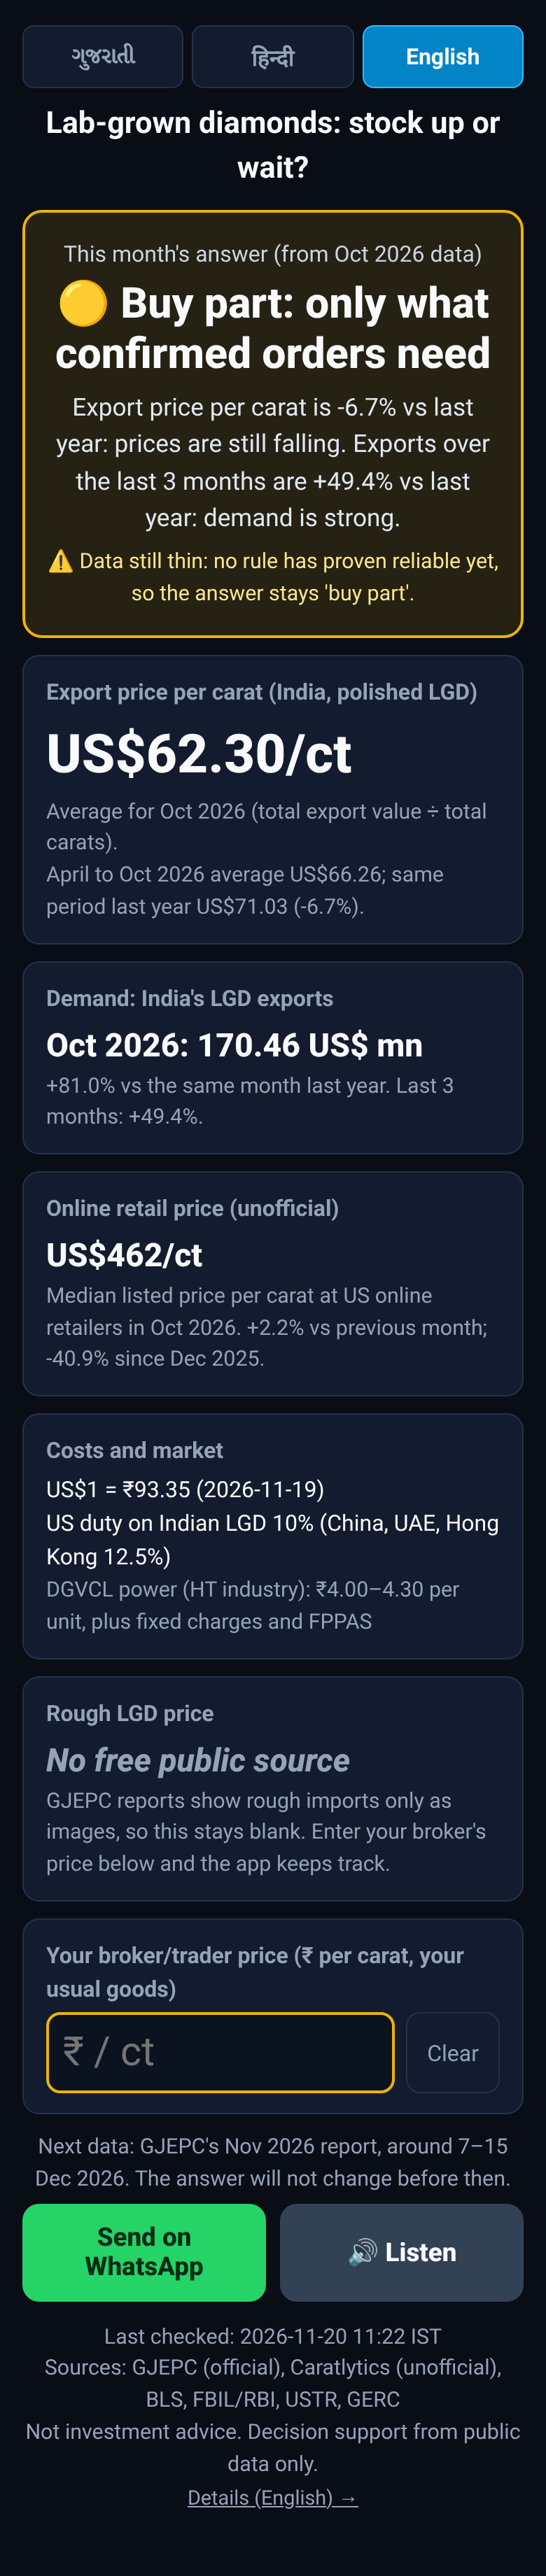 ગુજરાતી
हिन्दी
English
Lab-grown diamonds: stock up or
wait?
This month's answer (from Oct 2026 data)
🟡 Buy part: only what
confirmed orders need
Export price per carat is -6.7% vs last
year: prices are still falling. Exports over
the last 3 months are +49.4% vs last
year: demand is strong.
⚠️ Data still thin: no rule has proven reliable yet,
so the answer stays 'buy part'.
Export price per carat (India, polished LGD)
US$62.30/ct
Average for Oct 2026 (total export value ÷ total
carats).
April to Oct 2026 average US$66.26; same
period last year US$71.03 (-6.7%).
Demand: India's LGD exports
Oct 2026: 170.46 US$ mn
+81.0% vs the same month last year. Last 3
months: +49.4%.
Online retail price (unofficial)
US$462/ct
Median listed price per carat at US online
retailers in Oct 2026. +2.2% vs previous month;
-40.9% since Dec 2025.
Costs and market
US$1 = ₹93.35 (2026-11-19)
US duty on Indian LGD 10% (China, UAE, Hong
Kong 12.5%)
DGVCL power (HT industry): ₹4.00–4.30 per
unit, plus fixed charges and FPPAS
Rough LGD price
No free public source
GJEPC reports show rough imports only as
images, so this stays blank. Enter your broker's
price below and the app keeps track.
Your broker/trader price (₹ per carat, your
usual goods)
₹ / ct
Clear
Next data: GJEPC's Nov 2026 report, around 7–15
Dec 2026. The answer will not change before then.
Send on
WhatsApp
🔊 Listen
Last checked: 2026-11-20 11:22 IST
Sources: GJEPC (official), Caratlytics (unofficial),
BLS, FBIL/RBI, USTR, GERC
Not investment advice. Decision support from public
data only.
Details (English) →